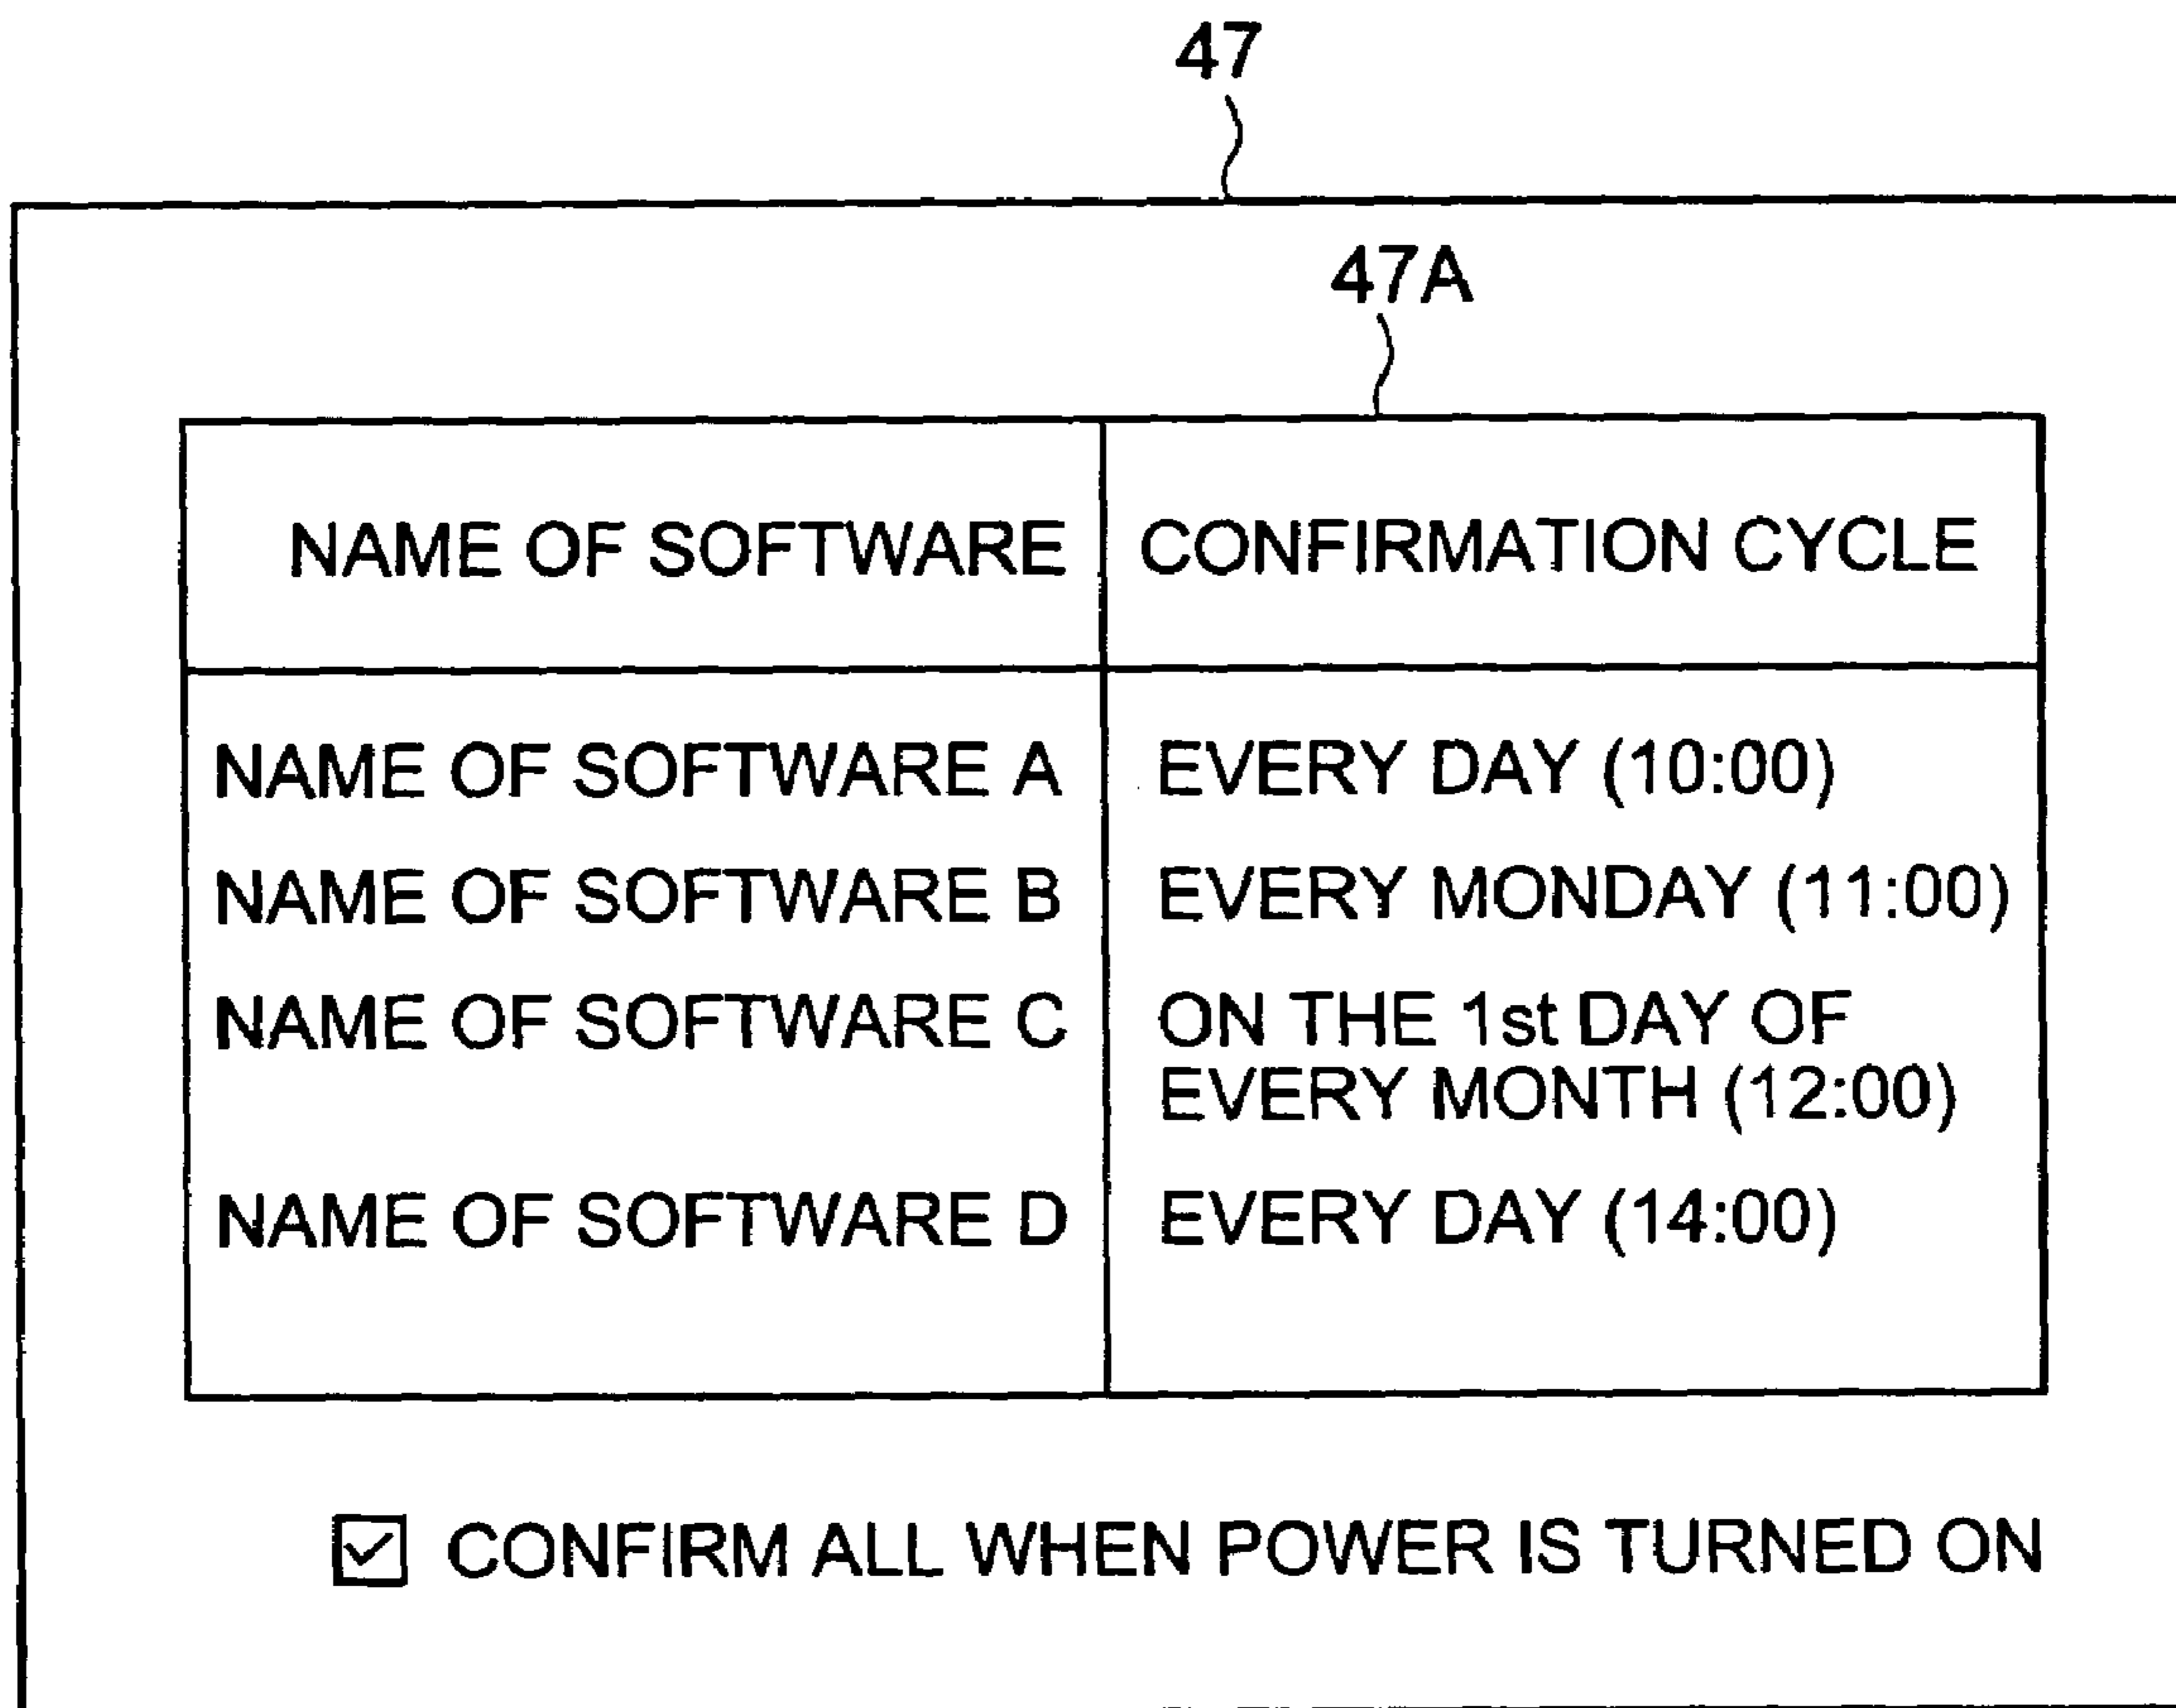 47
47A
NAME OF SOFTWARE CONFIRMATION CYCLE
NAME OF SOFTWARE A EVERY DAY (10:00)
NAME OF SOFTWARE B EVERY MONDAY (11:00)
NAME OF SOFTWARE C ON THE 1st DAY OF
EVERY MONTH (12:00)
NAME OF SOFTWARE D EVERY DAY (14:00)
CONFIRM ALL WHEN POWER IS TURNED ON